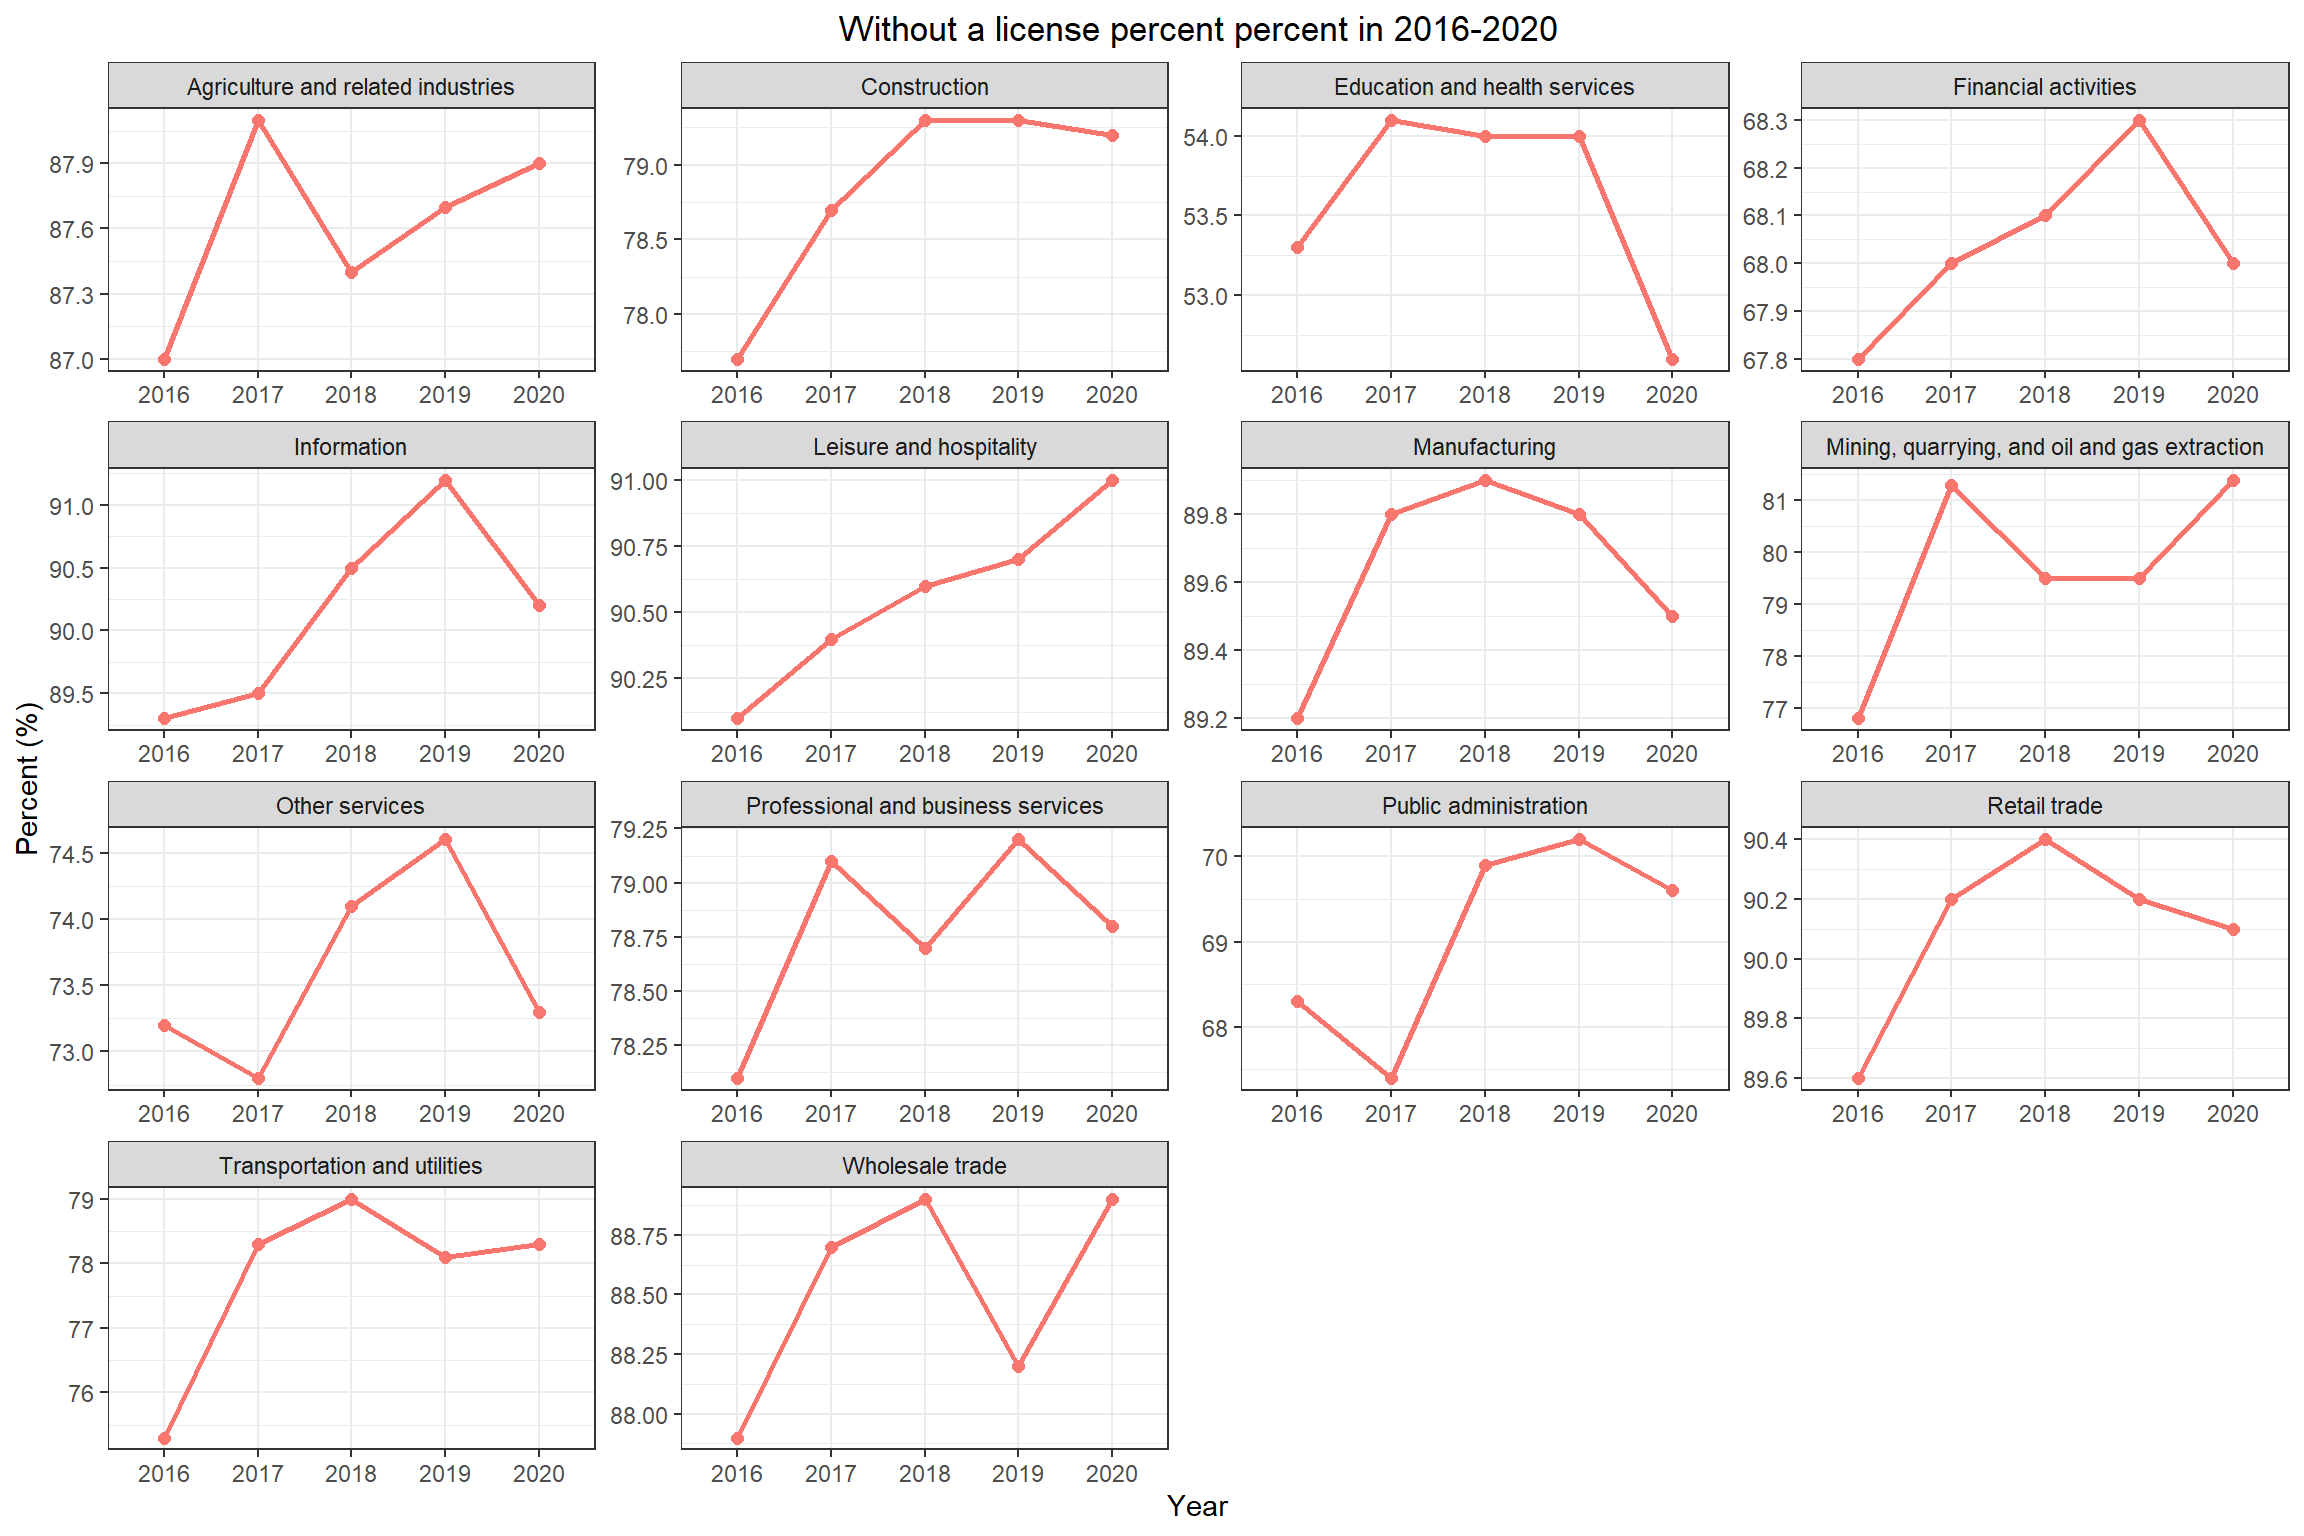 Without a license percent percent in 2016-2020
Agriculture and related industries
87.9
87.6
87.3
87.0
2016 2017 2018 2019 2020
Construction
79.0
78.5
78.0
2016 2017 2018 2019 2020
Education and health services
54.0
53.5
53.0
2016 2017 2018 2019 2020
Financial activities
68.3
68.2
68.1
68.0
67.9
67.8
2016 2017 2018 2019 2020
Information
91.0
90.5
90.0
89.5
2016 2017 2018 2019 2020
Leisure and hospitality
91.00
90.75
90.50
90.25
2016 2017 2018 2019 2020
Manufacturing
89.8
89.6
89.4
89.2
2016 2017 2018 2019 2020
Mining, quarrying, and oil and gas extraction
81
80
79
78
77
2016 2017 2018 2019 2020
Percent (%)
Other services
74.5
74.0
73.5
73.0
2016 2017 2018 2019 2020
Professional and business services
79.25
79.00
78.75
78.50
78.25
2016 2017 2018 2019 2020
Public administration
70
69
68
2016 2017 2018 2019 2020
Retail trade
90.4
90.2
90.0
89.8
89.6
2016 2017 2018 2019 2020
Transportation and utilities
79
78
77
76
2016 2017 2018 2019 2020
Wholesale trade
88.75
88.50
88.25
88.00
2016 2017 2018 2019 2020
Year